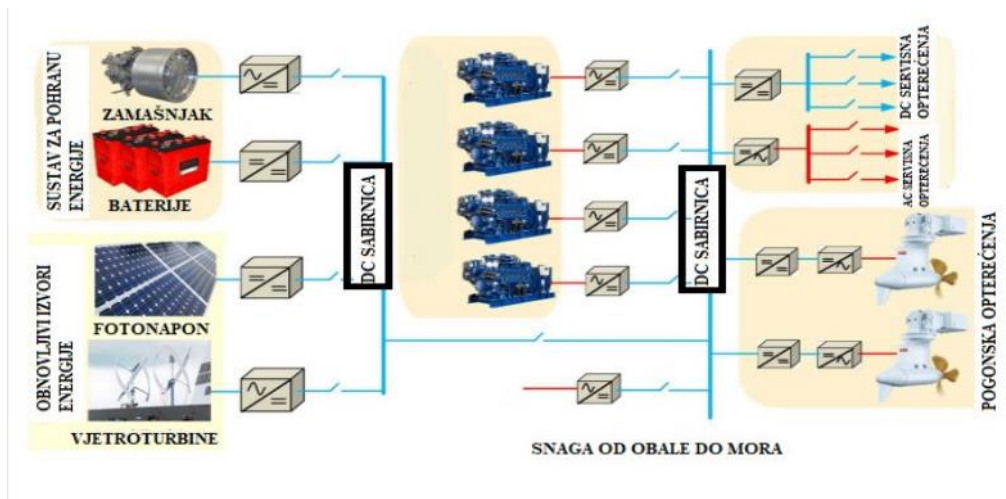 SUSTAV ZA POHRANU
ENERGIJE
ZAMAŠNJAK
BATERIJE
OBNOVLJIVI IZVORI
ENERGIJE
FOTONAPON
VJETROTURBINE
DC SABIRNICA
DC SABIRNICA
DC SERVISNA
OPTEREĆENJA
AC SERVISNA
OPTEREĆENJA
POGONSKA OPTEREĆENJA
SNAGA OD OBALE DO MORA